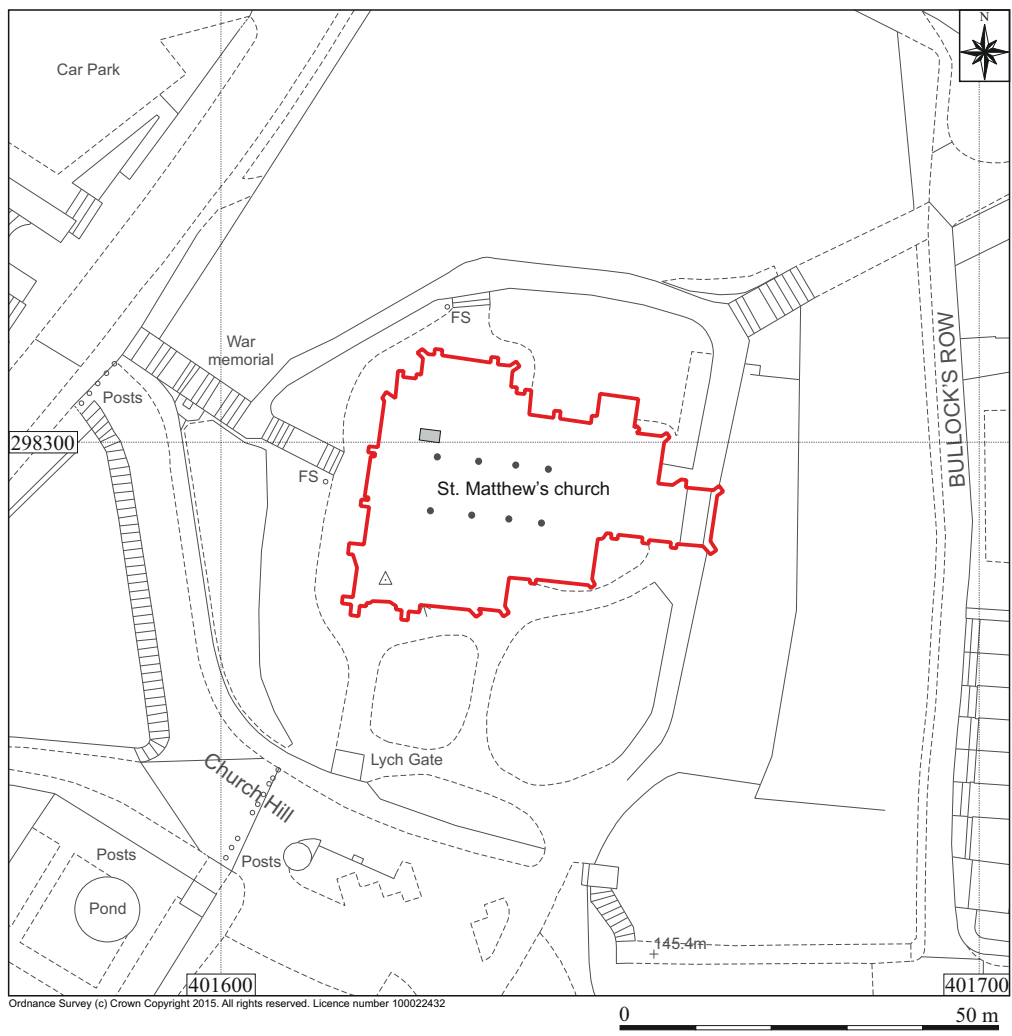 N
Car Park
War
memorial
FS
Posts
298300
FS
St. Matthew's church
BULLOCK'S ROW
Lych Gate
Church Hill
Posts
Posts
Pond
145.4m
401600
401700
Ordnance Survey (c) Crown Copyright 2015. All rights reserved. Licence number 100022432
0
50 m